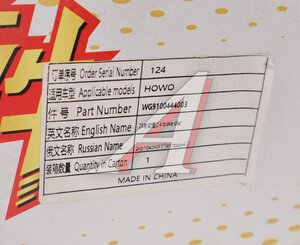 订单序号 Order Serial Number 124
适用车型 Applicable models HOWO
件 号 Part Number WG9100444003
英文名称 English Name
俄文名称 Russian Name
装箱数量 Quantity in Carton 1
MADE IN CHINA